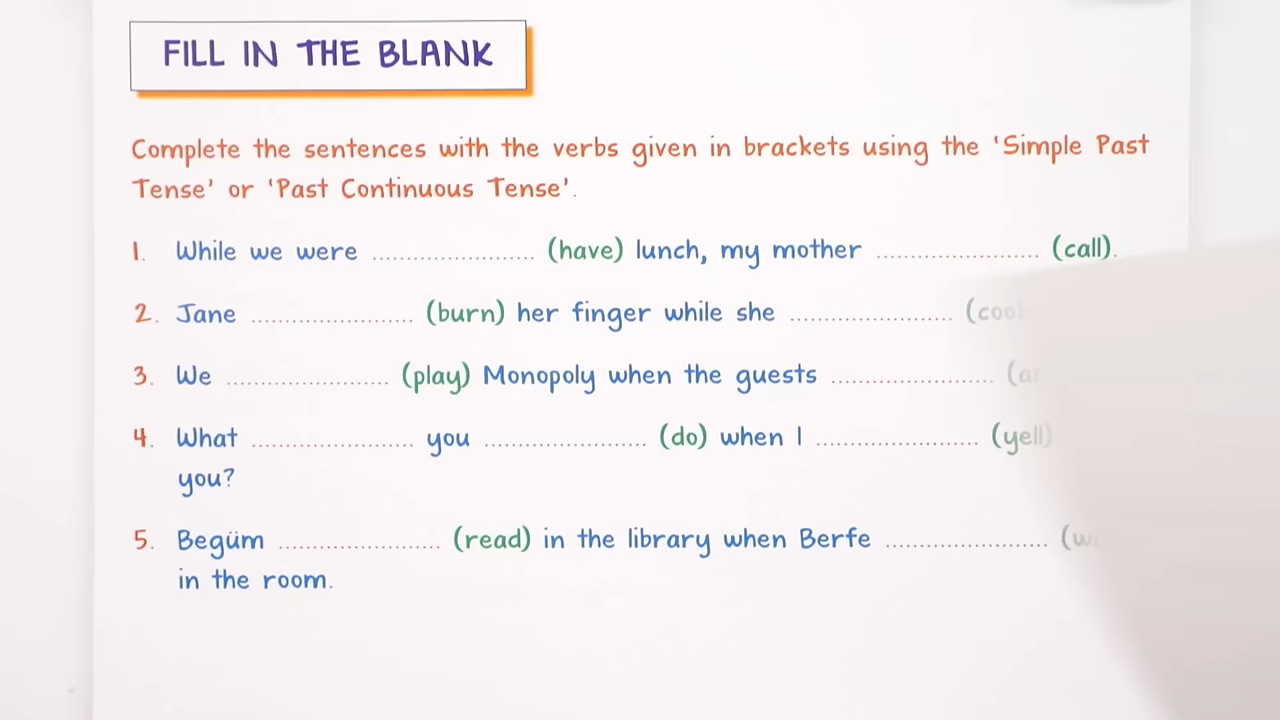 FILL IN THE BLANK
Complete the sentences with the verbs given in brackets using the ‘Simple Past
Tense’ or ‘Past Continuous Tense’.
1. While we were ...................... (have) lunch, my mother ...................... (call).
2. Jane ...................... (burn) her finger while she ......................
3. We ...................... (play) Monopoly when the guests ......................
4. What ...................... you ...................... (do) when I ...................... (yell)
you?
5. Begüm ...................... (read) in the library when Berfe ......................
in the room.